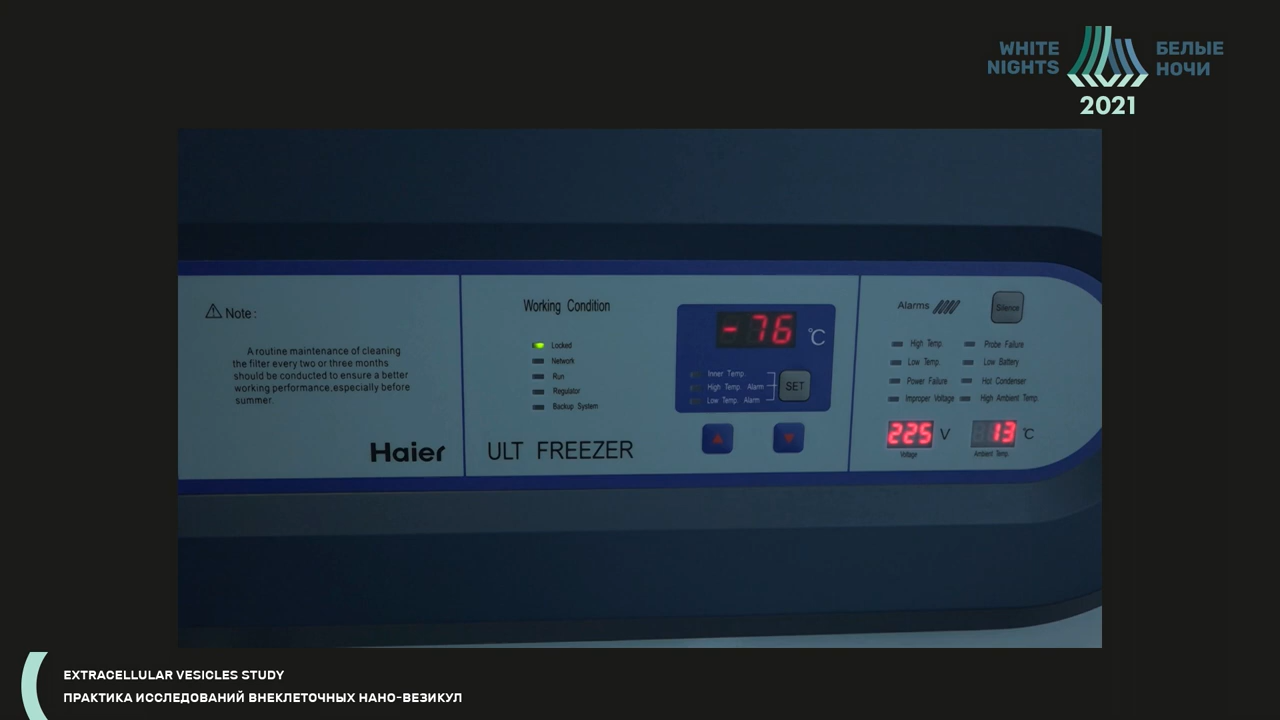 WHITE NIGHTS
БЕЛЫЕ НОЧИ
2021
Note:
A routine maintenance of cleaning
the filter every two or three months
should be conducted to ensure a better
working performance.especially before
summer.
Haier
Working Condition
Locked
Network
Run
Regulator
Backup System
ULT FREEZER
-76 °C
Inner Temp.
High Temp. Alarm
Low Temp. Alarm
SET
Alarms
Silence
High Temp.
Probe Failure
Low Temp.
Low Battery
Power Failure
Hot Condenser
Improper Voltage
High Ambient Temp.
225 V
Voltage
13 °C
Ambient Temp.
EXTRACELLULAR VESICLES STUDY
ПРАКТИКА ИССЛЕДОВАНИЙ ВНЕКЛЕТОЧНЫХ НАНО-ВЕЗИКУЛ